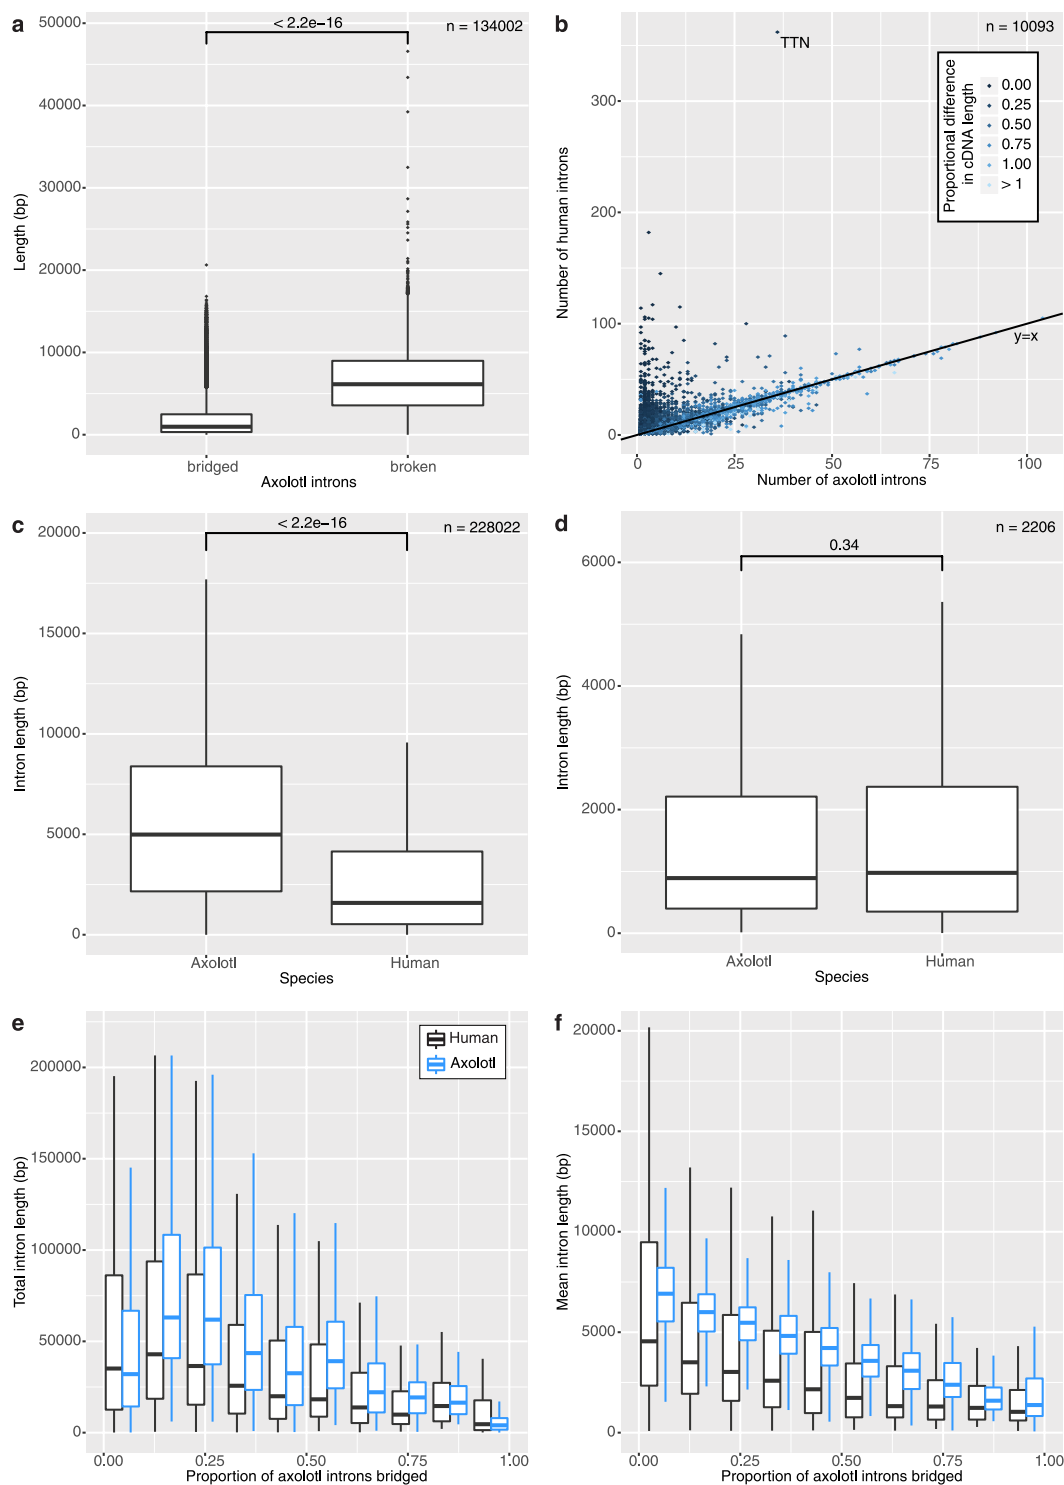 a
< 2.2e−16
n = 134002
50000
40000
30000
20000
10000
0
Length (bp)
bridged
broken
Axolotl introns
b
TTN
n = 10093
Proportional difference
in cDNA length
0.00
0.25
0.50
0.75
1.00
> 1
300
200
100
0
Number of human introns
y=x
0
25
50
75
100
Number of axolotl introns
c
< 2.2e−16
n = 228022
20000
15000
10000
5000
0
Intron length (bp)
Axolotl
Human
Species
d
0.34
n = 2206
6000
4000
2000
0
Intron length (bp)
Axolotl
Human
Species
e
Human
Axolotl
200000
150000
100000
50000
0
Total intron length (bp)
0.00
0.25
0.50
0.75
1.00
Proportion of axolotl introns bridged
f
20000
15000
10000
5000
0
Mean intron length (bp)
0.00
0.25
0.50
0.75
1.00
Proportion of axolotl introns bridged